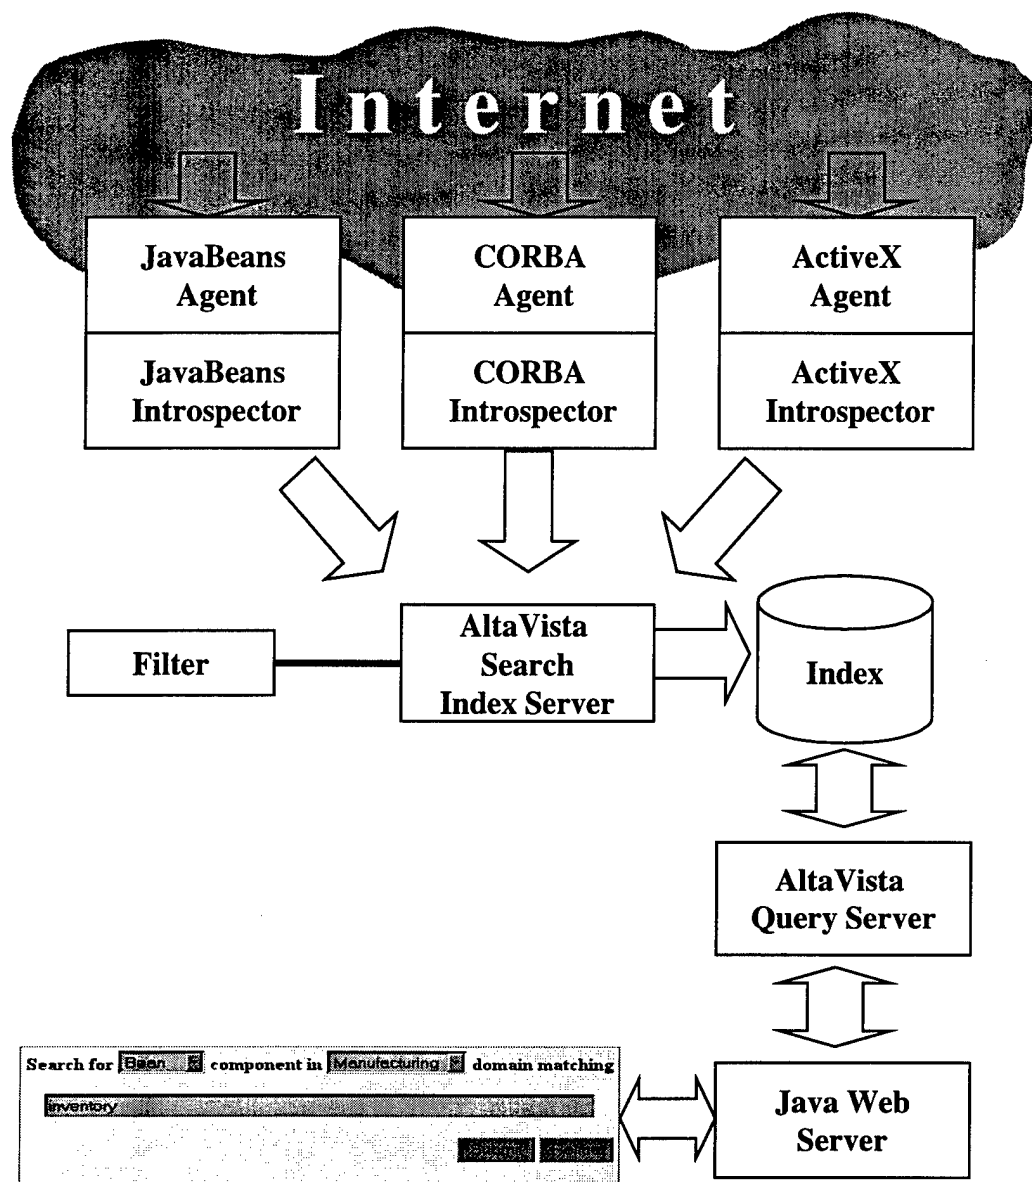 Internet
JavaBeans
Agent
CORBA
Agent
ActiveX
Agent
JavaBeans
Introspector
CORBA
Introspector
ActiveX
Introspector
Filter
AltaVista
Search
Index Server
Index
AltaVista
Query Server
Search for Bean component in Manufacturing domain matching
inventory
Java Web
Server